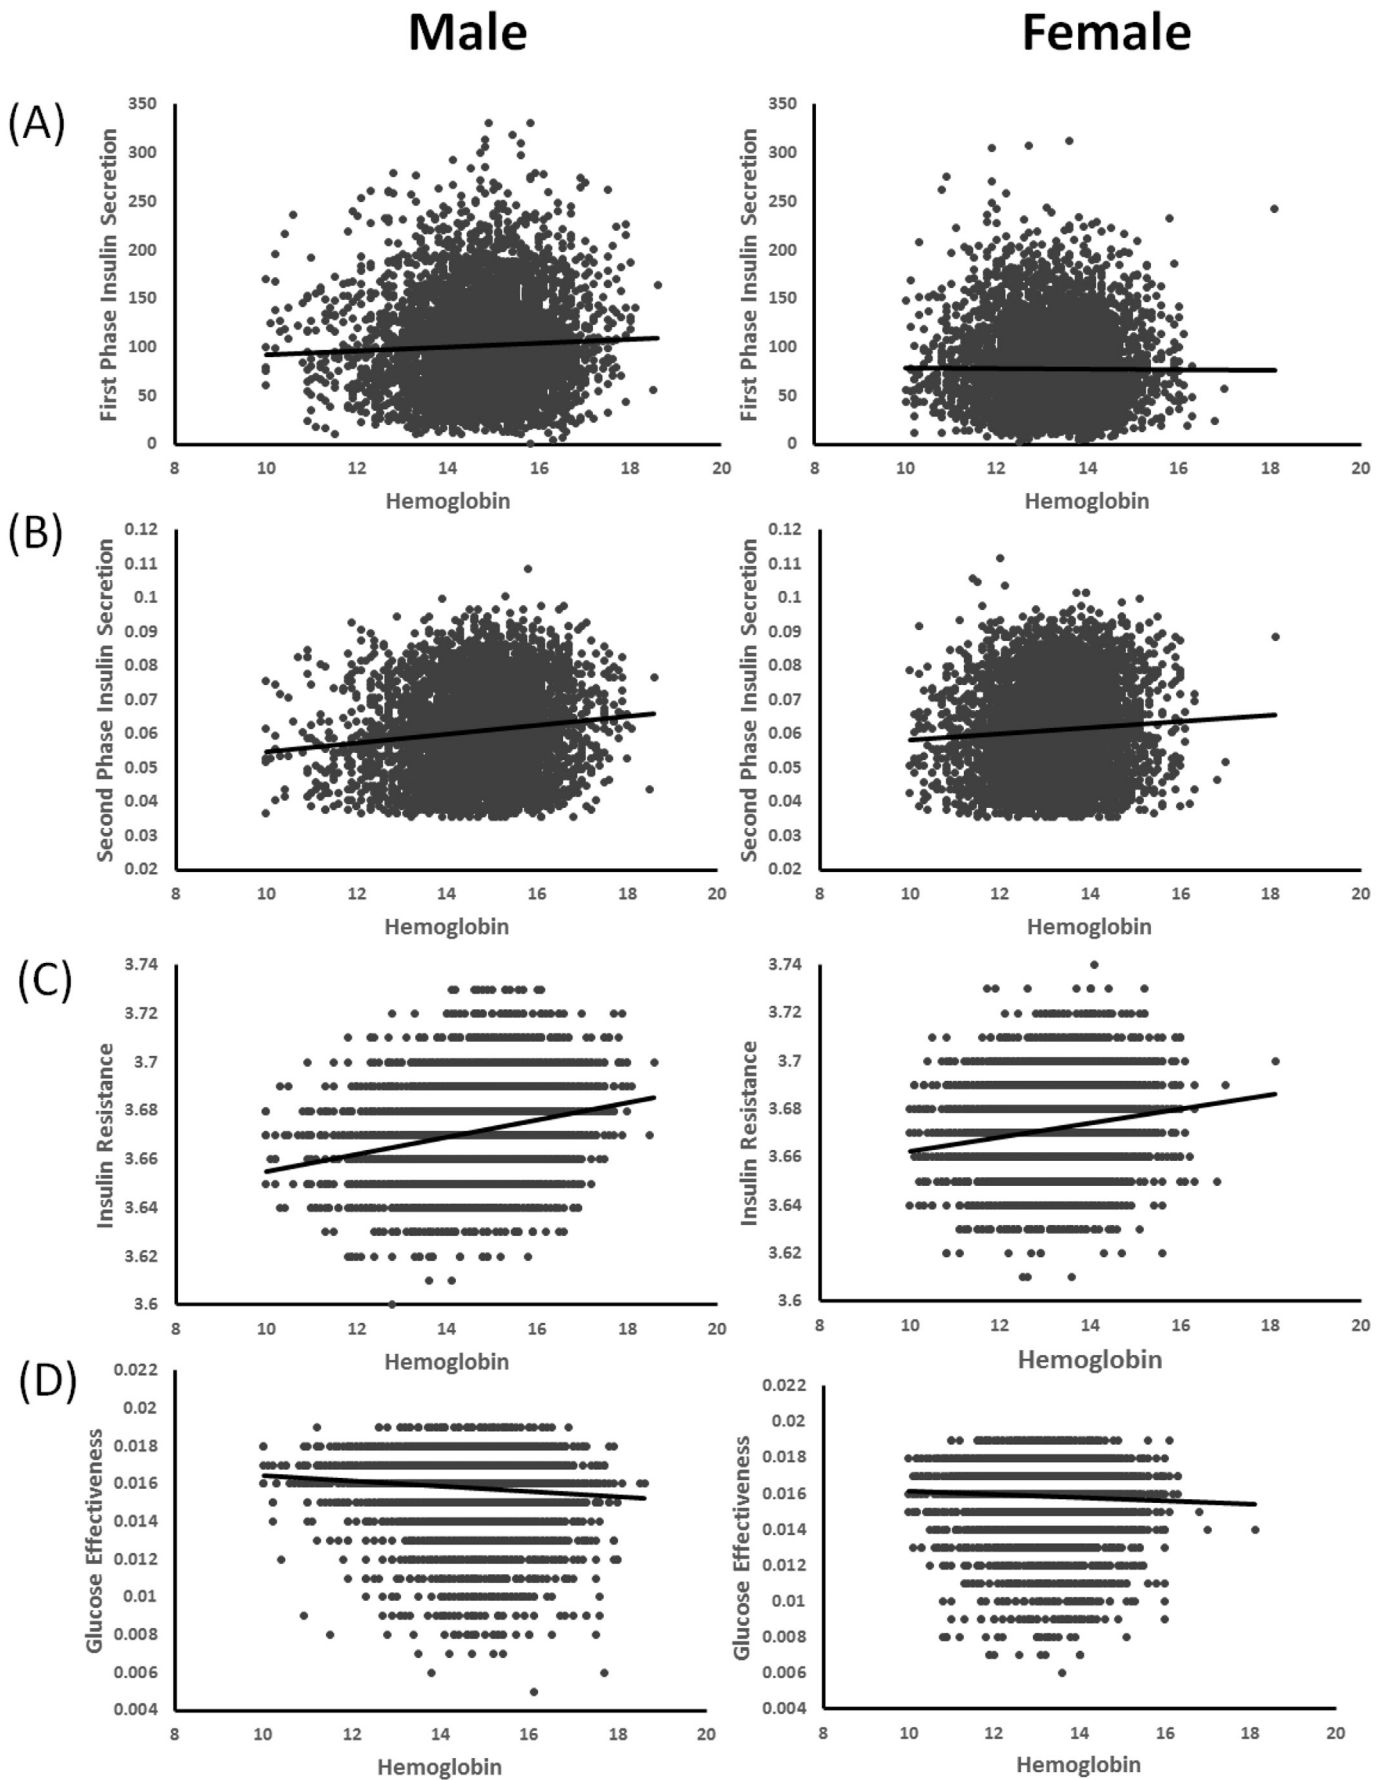 Male Female
(A)
First Phase Insulin Secretion
350
300
250
200
150
100
50
0
8 10 12 14 16 18 20
Hemoglobin
First Phase Insulin Secretion
350
300
250
200
150
100
50
0
8 10 12 14 16 18 20
Hemoglobin
(B)
Second Phase Insulin Secretion
0.12
0.11
0.1
0.09
0.08
0.07
0.06
0.05
0.04
0.03
0.02
8 10 12 14 16 18 20
Hemoglobin
Second Phase Insulin Secretion
0.12
0.11
0.1
0.09
0.08
0.07
0.06
0.05
0.04
0.03
0.02
8 10 12 14 16 18 20
Hemoglobin
(C)
Insulin Resistance
3.74
3.72
3.7
3.68
3.66
3.64
3.62
3.6
8 10 12 14 16 18 20
Hemoglobin
Insulin Resistance
3.74
3.72
3.7
3.68
3.66
3.64
3.62
3.6
8 10 12 14 16 18 20
Hemoglobin
(D)
Glucose Effectiveness
0.022
0.02
0.018
0.016
0.014
0.012
0.01
0.008
0.006
0.004
8 10 12 14 16 18 20
Hemoglobin
Glucose Effectiveness
0.022
0.02
0.018
0.016
0.014
0.012
0.01
0.008
0.006
0.004
8 10 12 14 16 18 20
Hemoglobin